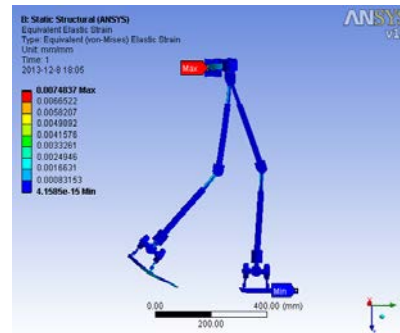 B: Static Structural (ANSYS)
Equivalent Elastic Strain
Type: Equivalent (von-Mises) Elastic Strain
Unit: mm/mm
Time: 1
2013-12-8 18:05
ANSYS
v1
0.0074837 Max
0.0066522
0.0058207
0.0049892
0.0041576
0.0033261
0.0024946
0.0016631
0.00083153
4.1585e-15 Min
Max
Min
0.00
400.00 (mm)
200.00